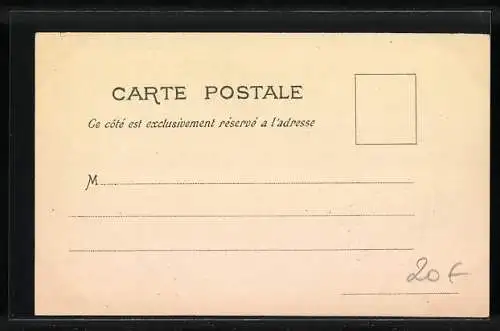 CARTE POSTALE
Ce côté est exclusivement réservé a l'adresse
M
20 €